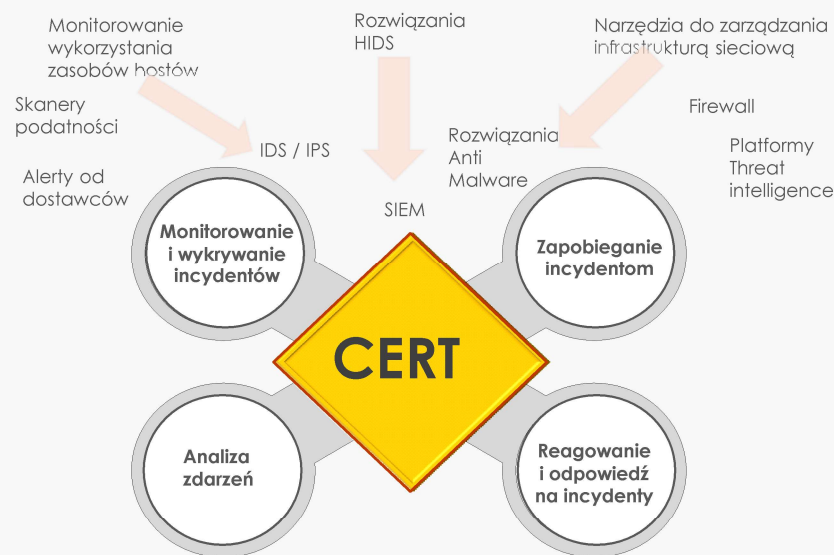 Monitorowanie
wykorzystania
zasobów hostów
Rozwiązania
HIDS
Narzędzia do zarządzania
infrastrukturą sieciową
Skanery
podatności
Firewall
IDS / IPS
Rozwiązania
Anti
Malware
Platformy
Threat
intelligence
Alerty od
dostawców
SIEM
Monitorowanie
i wykrywanie
incydentów
Zapobieganie
incydentom
CERT
Analiza
zdarzeń
Reagowanie
i odpowiedź
na incydenty